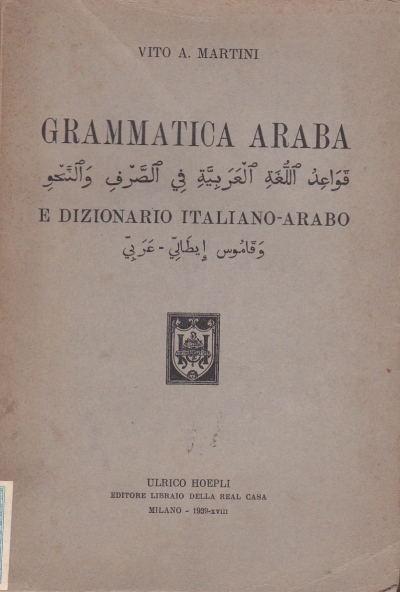 VITO A. MARTINI
GRAMMATICA ARABA
قَوَاعِدُ ٱللُّغَةِ ٱلْعَرَبِيَّةِ فِي ٱلصَّرْفِ وَٱلنَّحْوِ
E DIZIONARIO ITALIANO-ARABO
وَقَامُوس إِيطَالِيّ - عَرَبِيّ
ULRICO HOEPLI
EDITORE LIBRAIO DELLA REAL CASA
MILANO - 1939-XVIII